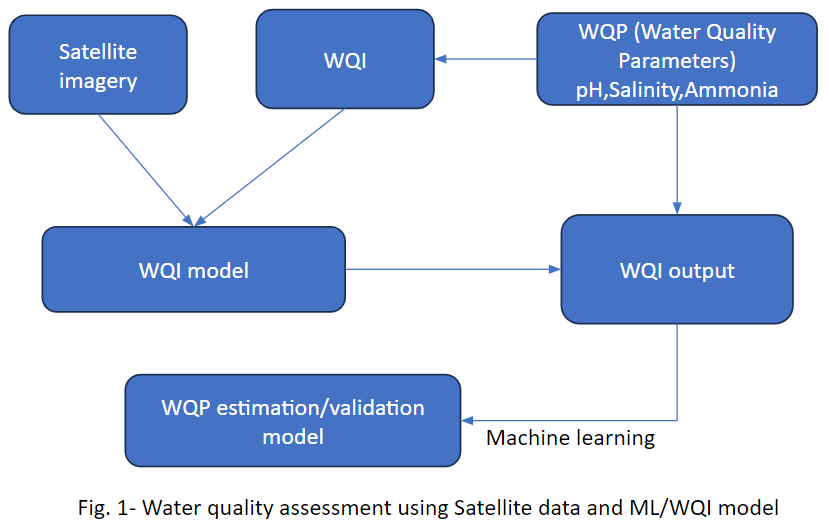 Satellite
imagery
WQI
WQP (Water Quality
Parameters)
pH,Salinity,Ammonia
WQI model
WQI output
WQP estimation/validation
model
Machine learning
Fig. 1- Water quality assessment using Satellite data and ML/WQI model